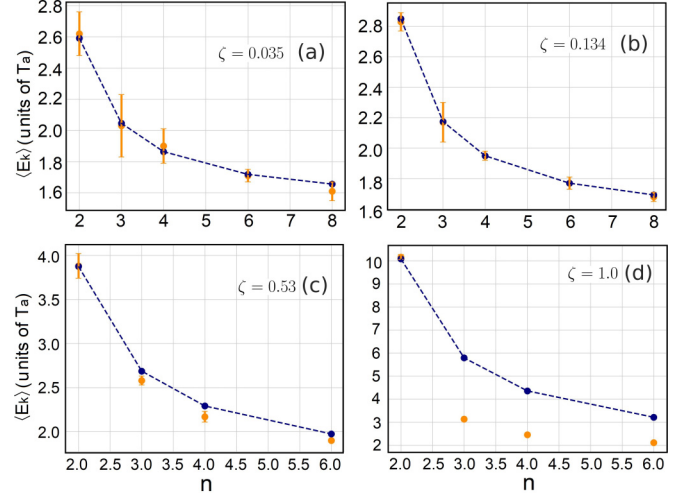 2.8
2.6
2.4
2.2
2.0
1.8
1.6
⟨Ek⟩ (units of Ta)
ζ = 0.035 (a)
2 3 4 5 6 7 8
2.8
2.6
2.4
2.2
2.0
1.8
1.6
ζ = 0.134 (b)
2 3 4 5 6 7 8
4.0
3.5
3.0
2.5
2.0
⟨Ek⟩ (units of Ta)
ζ = 0.53 (c)
2.0 2.5 3.0 3.5 4.0 4.5 5.0 5.5 6.0
n
10
9
8
7
6
5
4
3
2
ζ = 1.0 (d)
2.0 2.5 3.0 3.5 4.0 4.5 5.0 5.5 6.0
n